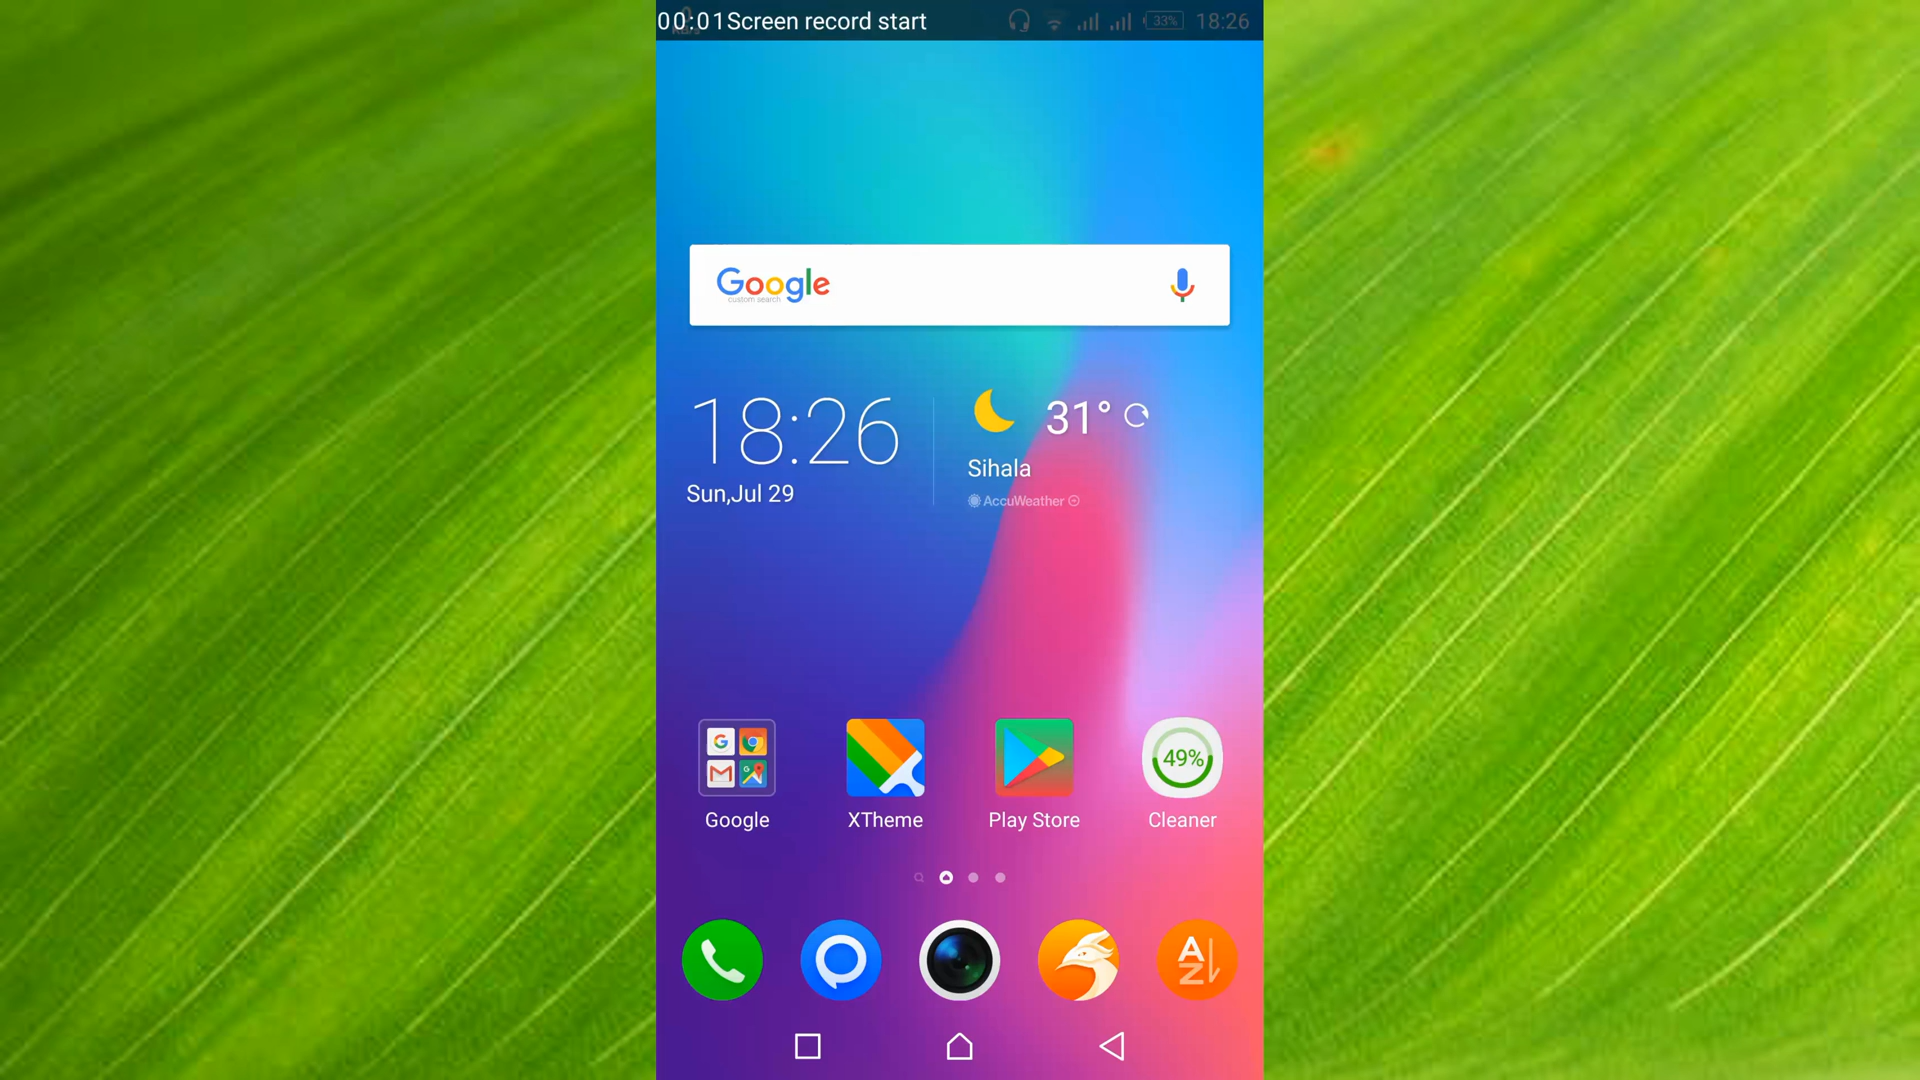 00:01Screen record start
33%
18:26
Google
custom search
18:26
Sun,Jul 29
31°
Sihala
AccuWeather
49%
Google
XTheme
Play Store
Cleaner
AZ